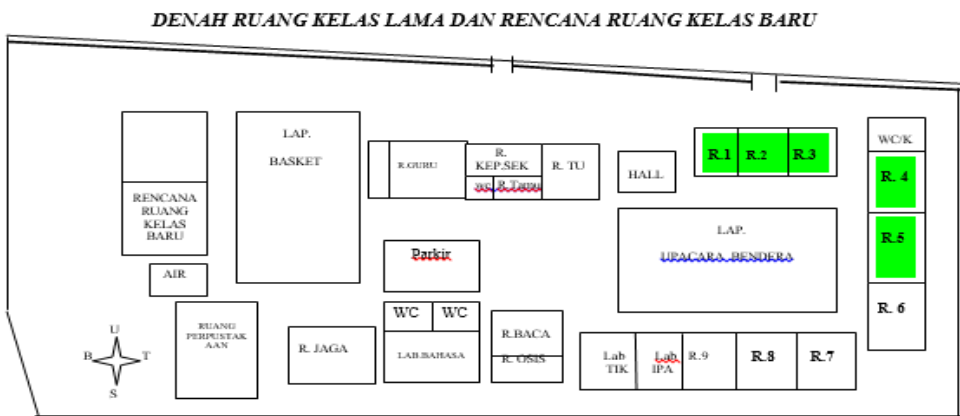 DENAH RUANG KELAS LAMA DAN RENCANA RUANG KELAS BARU
LAP.
BASKET
R.GURU
R.
KEP.SEK
wc
R.Tamu
R. TU
HALL
R.1
R.2
R.3
WC/K
R. 4
R.5
R. 6
RENCANA
RUANG
KELAS
BARU
AIR
Parkir
LAP.
UPACARA BENDERA
RUANG
PERPUSTAK
AAN
R. JAGA
WC
WC
LAB.BAHASA
R.BACA
R. OSIS
Lab
TIK
Lab
IPA
R.9
R.8
R.7
U
B
T
S